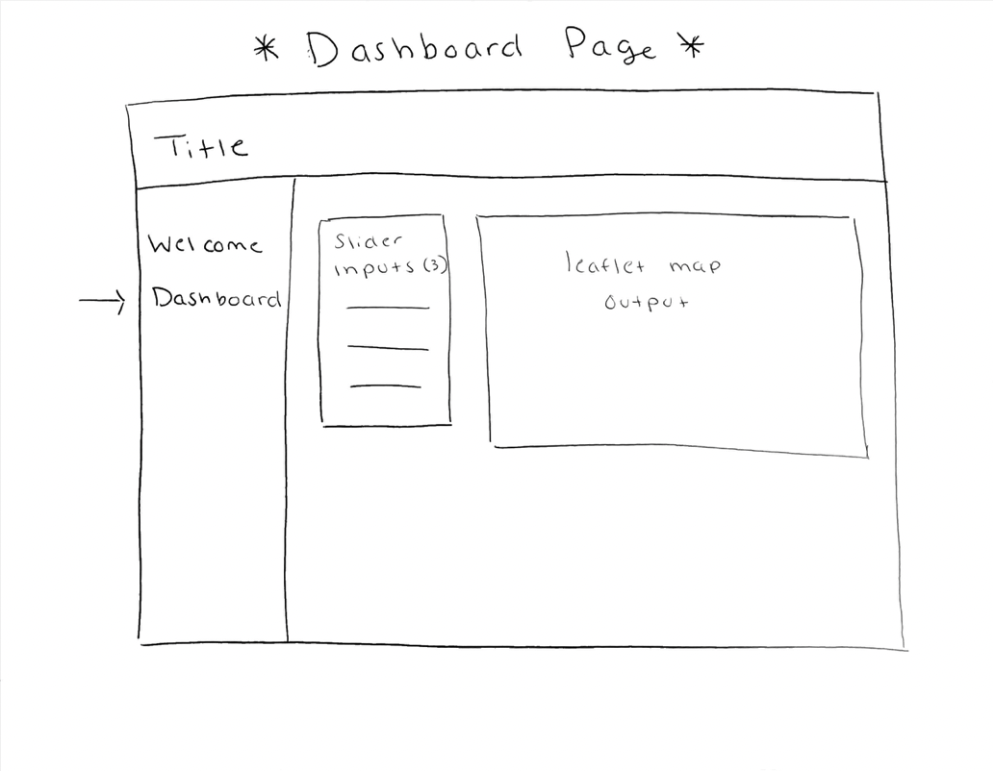 * Dashboard Page *
Title
Welcome
Dashboard
Slider
inputs (3)
leaflet map
output